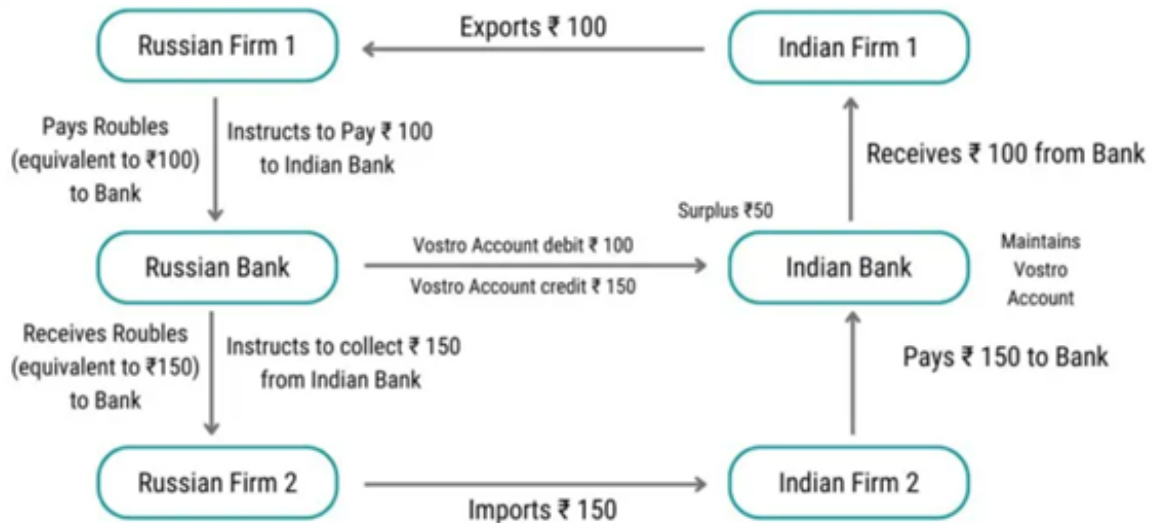 Russian Firm 1
Exports ₹ 100
Indian Firm 1
Pays Roubles
(equivalent to ₹100)
to Bank
Instructs to Pay ₹ 100
to Indian Bank
Receives ₹ 100 from Bank
Surplus ₹50
Russian Bank
Vostro Account debit ₹ 100
Vostro Account credit ₹ 150
Indian Bank
Maintains
Vostro
Account
Receives Roubles
(equivalent to ₹150)
to Bank
Instructs to collect ₹ 150
from Indian Bank
Pays ₹ 150 to Bank
Russian Firm 2
Imports ₹ 150
Indian Firm 2